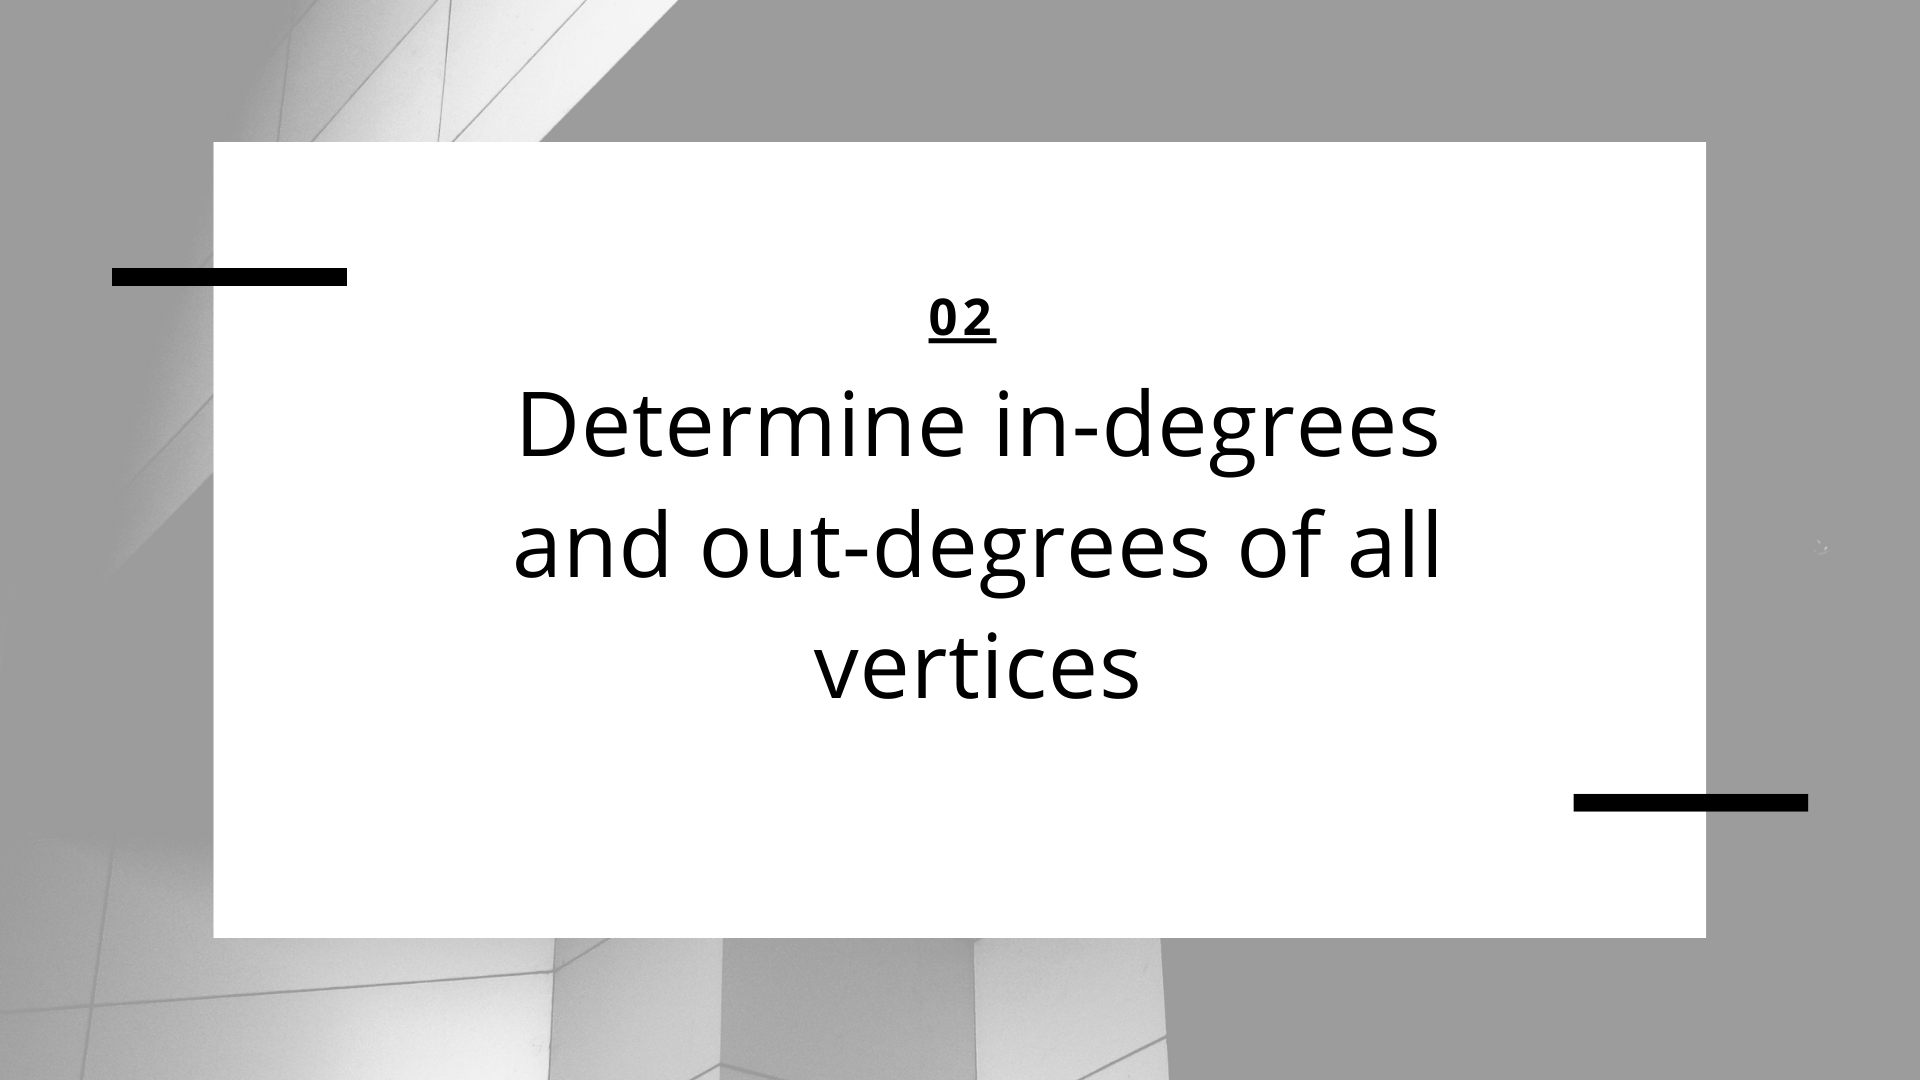 02
Determine in-degrees
and out-degrees of all
vertices